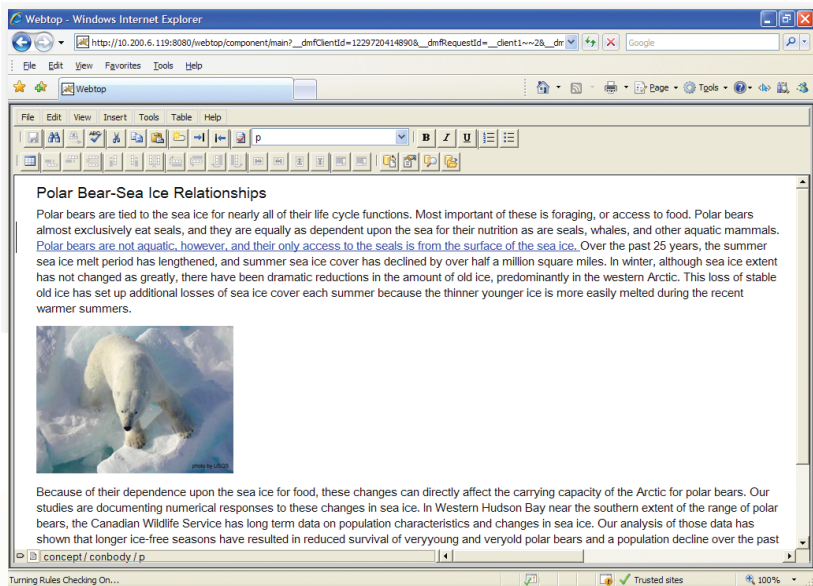 Webtop - Windows Internet Explorer
http://10.200.6.119:8080/webtop/component/main?__dmfClientId=1229720414890&__dmfRequestId=__client1~~2&__dm
Google
File Edit View Favorites Tools Help
Webtop
Page Tools
File Edit View Insert Tools Table Help
p B I U
Polar Bear-Sea Ice Relationships
Polar bears are tied to the sea ice for nearly all of their life cycle functions. Most important of these is foraging, or access to food. Polar bears
almost exclusively eat seals, and they are equally as dependent upon the sea for their nutrition as are seals, whales, and other aquatic mammals.
Polar bears are not aquatic, however, and their only access to the seals is from the surface of the sea ice. Over the past 25 years, the summer
sea ice melt period has lengthened, and summer sea ice cover has declined by over half a million square miles. In winter, although sea ice extent
has not changed as greatly, there have been dramatic reductions in the amount of old ice, predominantly in the western Arctic. This loss of stable
old ice has set up additional losses of sea ice cover each summer because the thinner younger ice is more easily melted during the recent
warmer summers.
photo by USGS
Because of their dependence upon the sea ice for food, these changes can directly affect the carrying capacity of the Arctic for polar bears. Our
studies are documenting numerical responses to these changes in sea ice. In Western Hudson Bay near the southern extent of the range of polar
bears, the Canadian Wildlife Service has long term data on population characteristics and changes in sea ice. Our analysis of those data has
shown that longer ice-free seasons have resulted in reduced survival of veryyoung and veryold polar bears and a population decline over the past
concept / conbody / p
Turning Rules Checking On... Trusted sites 100%